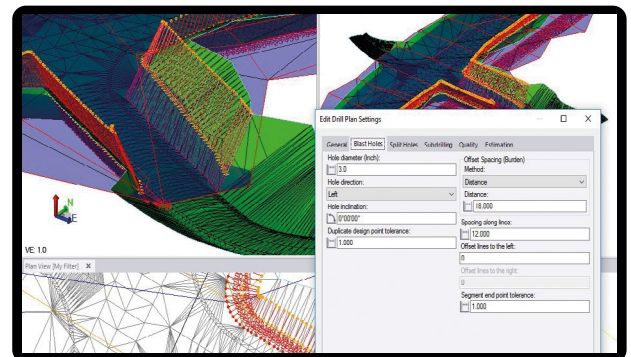 N
E
VE: 1.0
Plan View [My Filter] X
Edit Drill Plan Settings
General Blast Holes Split Holes Subdrilling Quality Estimation
Hole diameter (Inch):
3.0
Hole direction:
Left
Hole inclination:
0°00'00"
Duplicate design point tolerance:
1.000
Offset Spacing (Burden)
Method:
Distance
Distance:
18.000
Spacing along lines:
12.000
Offset lines to the left:
0
Offset lines to the right:
0
Segment end point tolerance:
1.000